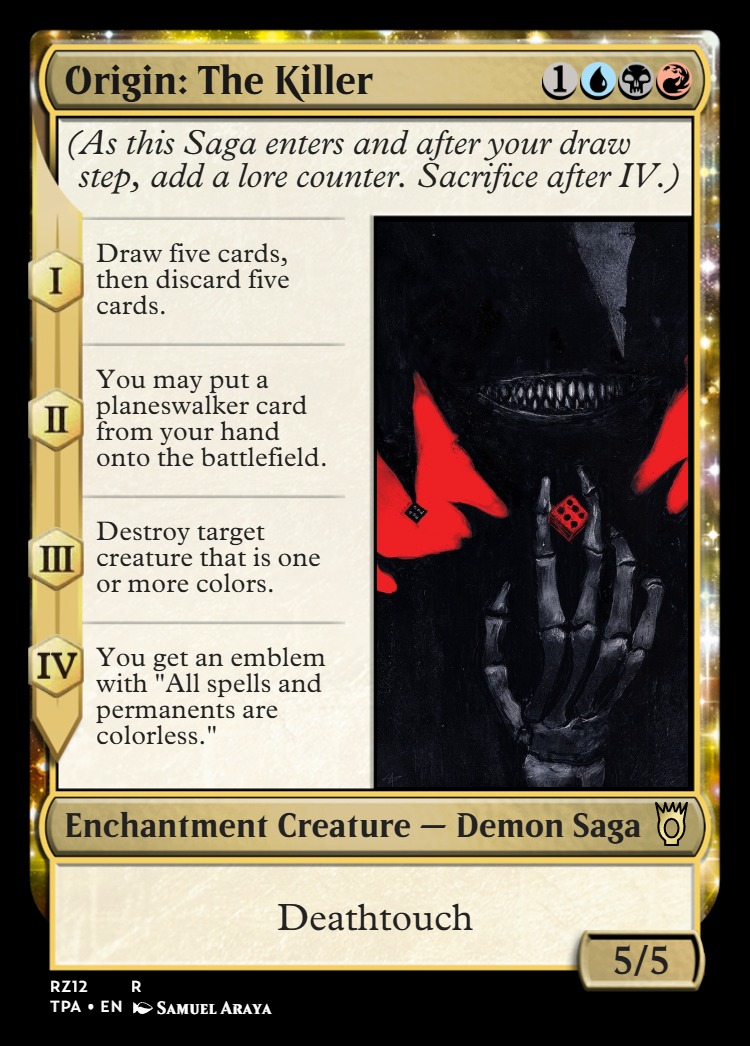 Origin: The Killer 1
(As this Saga enters and after your draw
step, add a lore counter. Sacrifice after IV.)
I
Draw five cards,
then discard five
cards.
II
You may put a
planeswalker card
from your hand
onto the battlefield.
III
Destroy target
creature that is one
or more colors.
IV
You get an emblem
with "All spells and
permanents are
colorless."
Enchantment Creature — Demon Saga
Deathtouch
5/5
RZ12 R
TPA • EN Samuel Araya